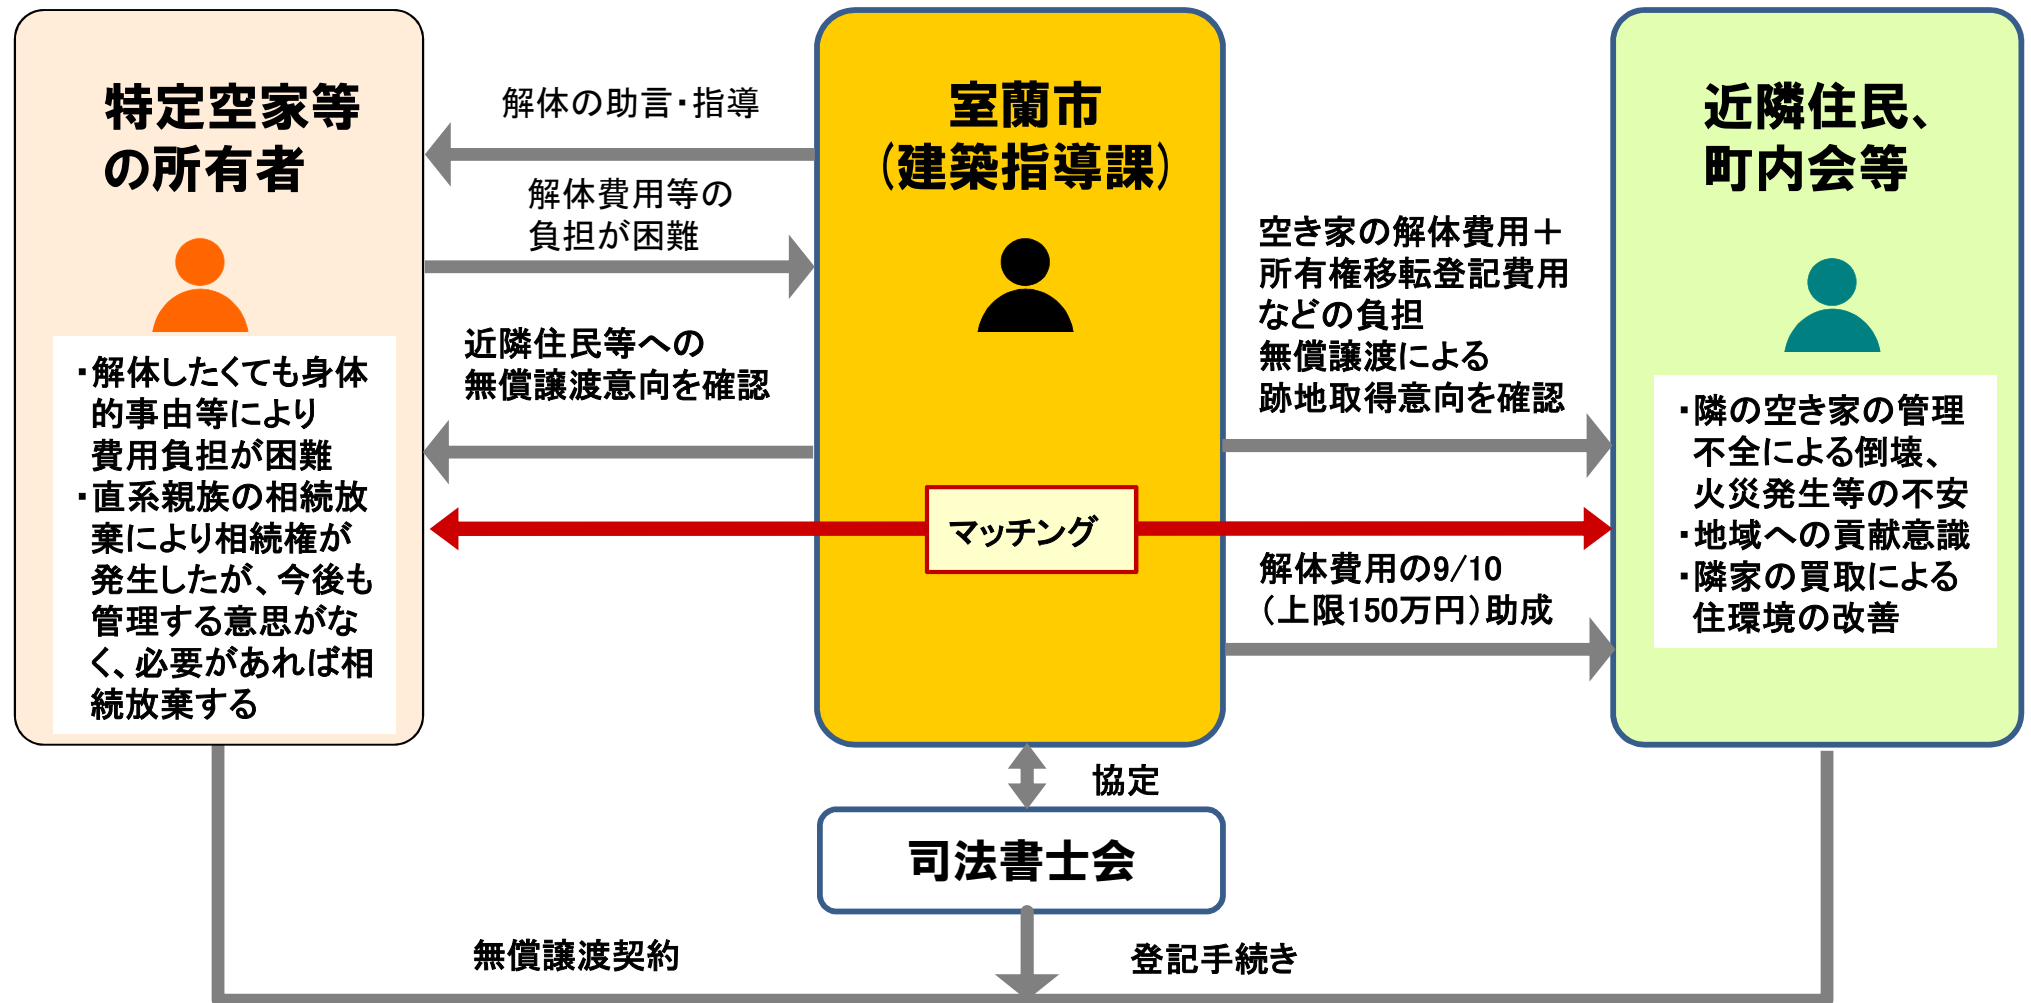 特定空家等
の所有者
・解体したくても身体
的事由等により
費用負担が困難
・直系親族の相続放
棄により相続権が
発生したが、今後も
管理する意思がな
く、必要があれば相
続放棄する
解体の助言・指導
解体費用等の
負担が困難
近隣住民等への
無償譲渡意向を確認
室蘭市
(建築指導課)
マッチング
空き家の解体費用＋
所有権移転登記費用
などの負担
無償譲渡による
跡地取得意向を確認
解体費用の9/10
（上限150万円）助成
近隣住民、
町内会等
・隣の空き家の管理
不全による倒壊、
火災発生等の不安
・地域への貢献意識
・隣家の買取による
住環境の改善
協定
司法書士会
無償譲渡契約
登記手続き